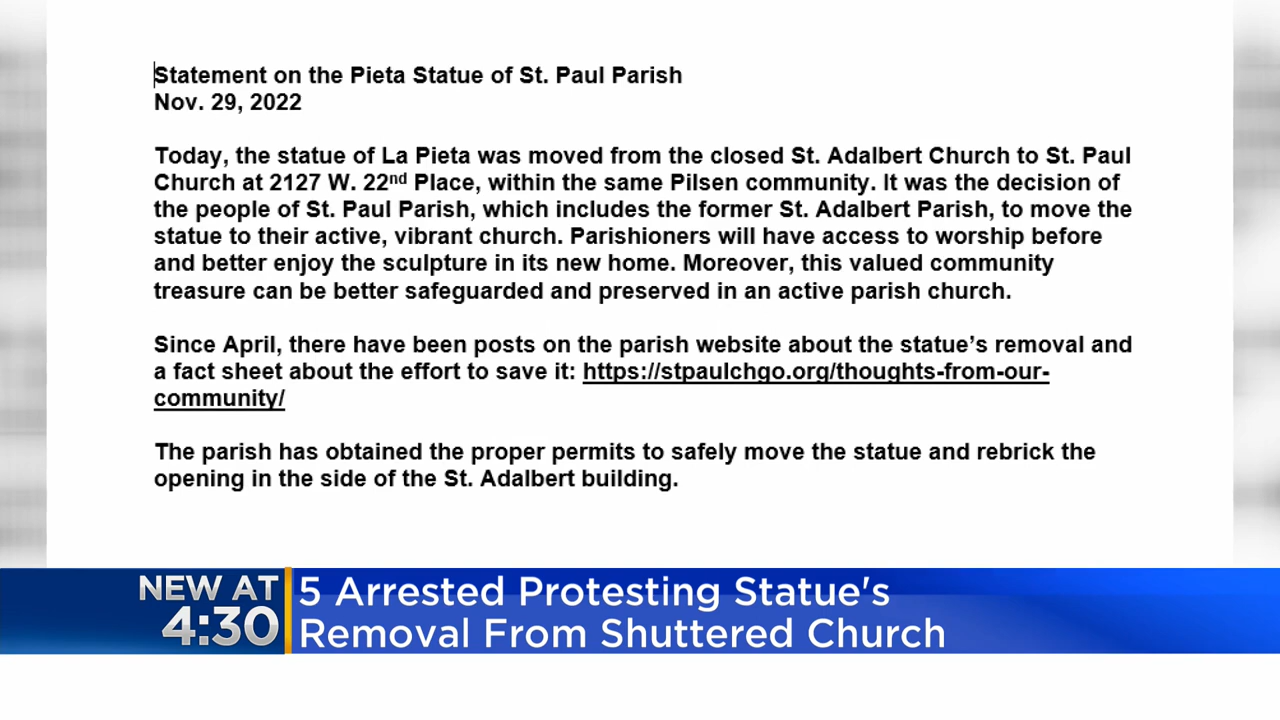 Statement on the Pieta Statue of St. Paul Parish
Nov. 29, 2022
Today, the statue of La Pieta was moved from the closed St. Adalbert Church to St. Paul
Church at 2127 W. 22nd Place, within the same Pilsen community. It was the decision of
the people of St. Paul Parish, which includes the former St. Adalbert Parish, to move the
statue to their active, vibrant church. Parishioners will have access to worship before
and better enjoy the sculpture in its new home. Moreover, this valued community
treasure can be better safeguarded and preserved in an active parish church.
Since April, there have been posts on the parish website about the statue’s removal and
a fact sheet about the effort to save it: https://stpaulchgo.org/thoughts-from-our-
community/
The parish has obtained the proper permits to safely move the statue and rebrick the
opening in the side of the St. Adalbert building.
NEW AT
4:30
5 Arrested Protesting Statue's
Removal From Shuttered Church